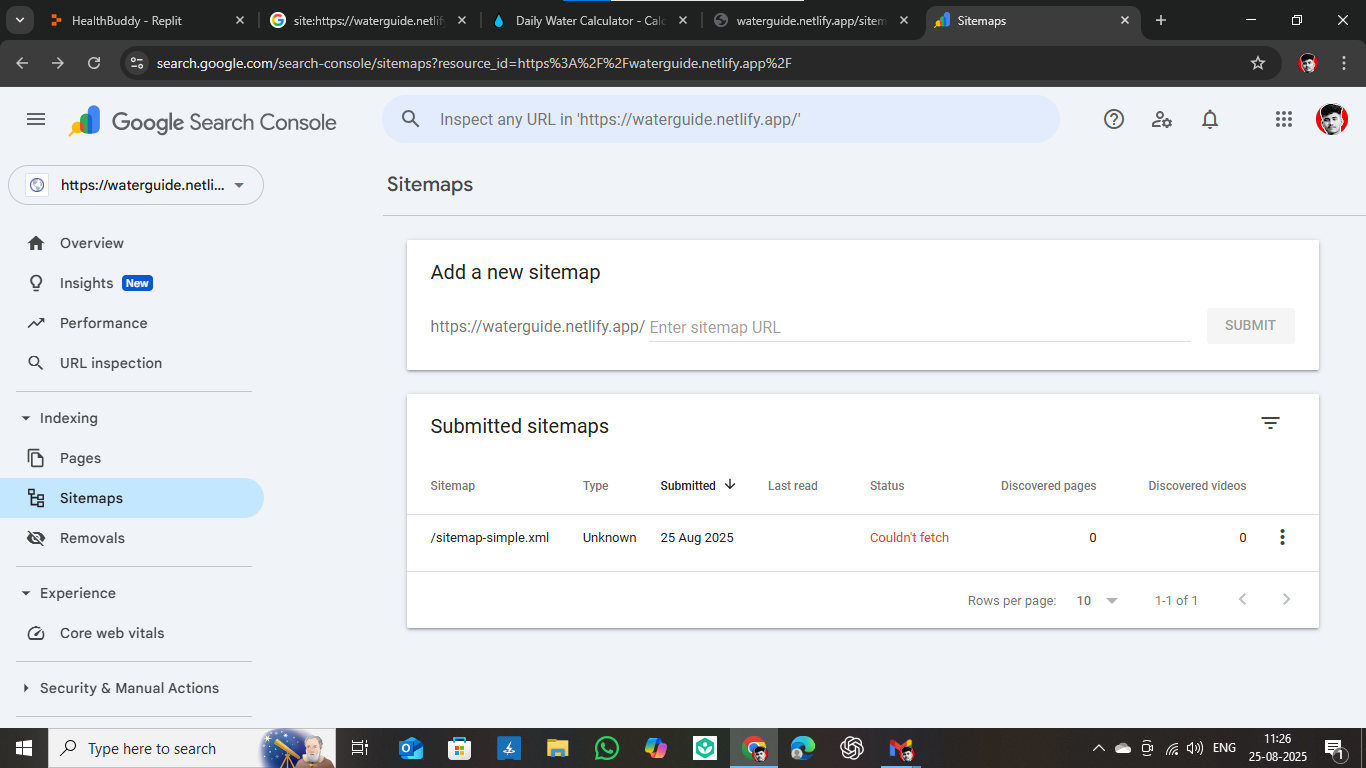 HealthBuddy - Replit
site:https://waterguide.netlify
Daily Water Calculator - Calc
waterguide.netlify.app/sitem
Sitemaps
search.google.com/search-console/sitemaps?resource_id=https%3A%2F%2Fwaterguide.netlify.app%2F
Google Search Console
Inspect any URL in 'https://waterguide.netlify.app/'
https://waterguide.netli...
Sitemaps
Overview
Insights New
Performance
URL inspection
Indexing
Pages
Sitemaps
Removals
Experience
Core web vitals
Security & Manual Actions
Add a new sitemap
https://waterguide.netlify.app/ Enter sitemap URL
SUBMIT
Submitted sitemaps
Sitemap Type Submitted Last read Status Discovered pages Discovered videos
/sitemap-simple.xml Unknown 25 Aug 2025 Couldn't fetch 0 0
Rows per page: 10 1-1 of 1
Type here to search
ENG
11:26
25-08-2025
1